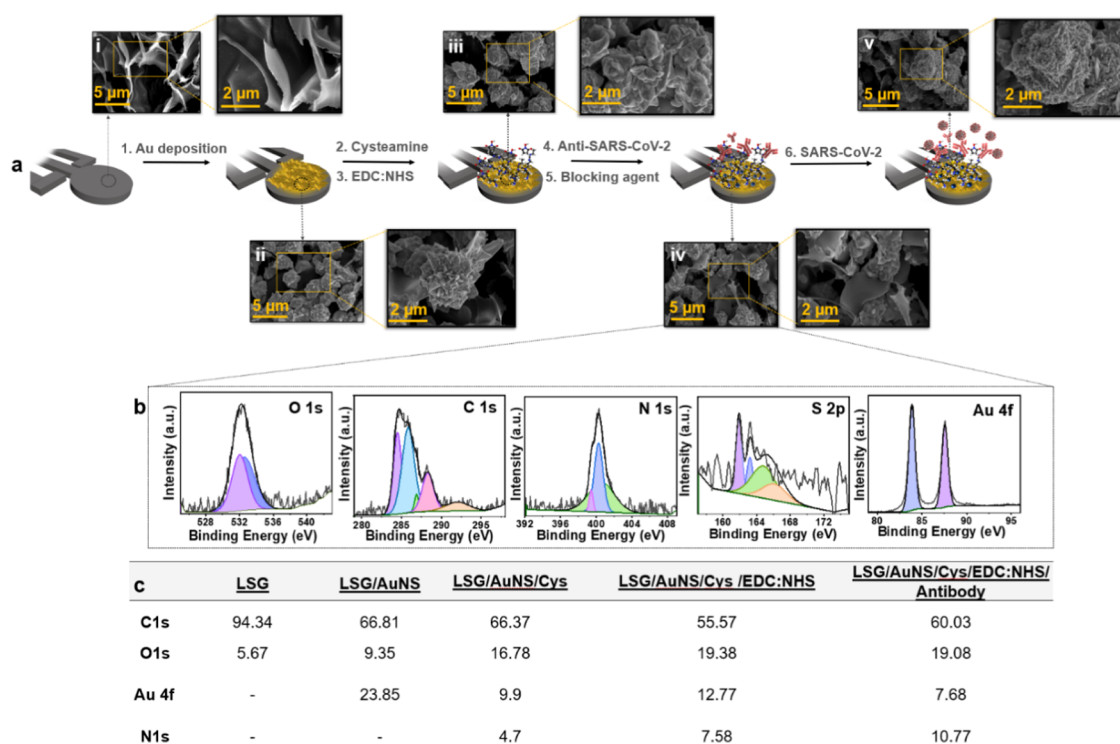 i
5 µm
2 µm
iii
5 µm
2 µm
v
5 µm
2 µm
a
1. Au deposition
2. Cysteamine
3. EDC:NHS
4. Anti-SARS-CoV-2
5. Blocking agent
6. SARS-CoV-2
ii
5 µm
2 µm
iv
5 µm
2 µm
b
O 1s
Intensity (a.u.)
528 532 536 540
Binding Energy (eV)
C 1s
Intensity (a.u.)
280 285 290 295
Binding Energy (eV)
N 1s
Intensity (a.u.)
392 396 400 404 408
Binding Energy (eV)
S 2p
Intensity (a.u.)
160 164 168 172
Binding Energy (eV)
Au 4f
Intensity (a.u.)
80 85 90 95
Binding Energy (eV)
c LSG LSG/AuNS LSG/AuNS/Cys LSG/AuNS/Cys /EDC:NHS LSG/AuNS/Cys/EDC:NHS/
Antibody
C1s 94.34 66.81 66.37 55.57 60.03
O1s 5.67 9.35 16.78 19.38 19.08
Au 4f - 23.85 9.9 12.77 7.68
N1s - - 4.7 7.58 10.77